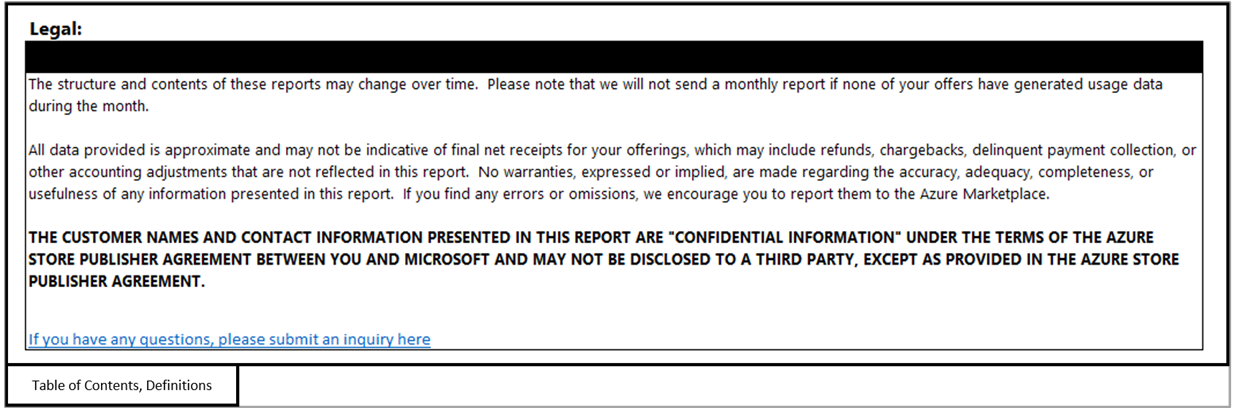 Legal:
The structure and contents of these reports may change over time.  Please note that we will not send a monthly report if none of your offers have generated usage data
during the month.
All data provided is approximate and may not be indicative of final net receipts for your offerings, which may include refunds, chargebacks, delinquent payment collection, or
other accounting adjustments that are not reflected in this report.  No warranties, expressed or implied, are made regarding the accuracy, adequacy, completeness, or
usefulness of any information presented in this report.  If you find any errors or omissions, we encourage you to report them to the Azure Marketplace.
THE CUSTOMER NAMES AND CONTACT INFORMATION PRESENTED IN THIS REPORT ARE "CONFIDENTIAL INFORMATION" UNDER THE TERMS OF THE AZURE
STORE PUBLISHER AGREEMENT BETWEEN YOU AND MICROSOFT AND MAY NOT BE DISCLOSED TO A THIRD PARTY, EXCEPT AS PROVIDED IN THE AZURE STORE
PUBLISHER AGREEMENT.
If you have any questions, please submit an inquiry here
Table of Contents, Definitions